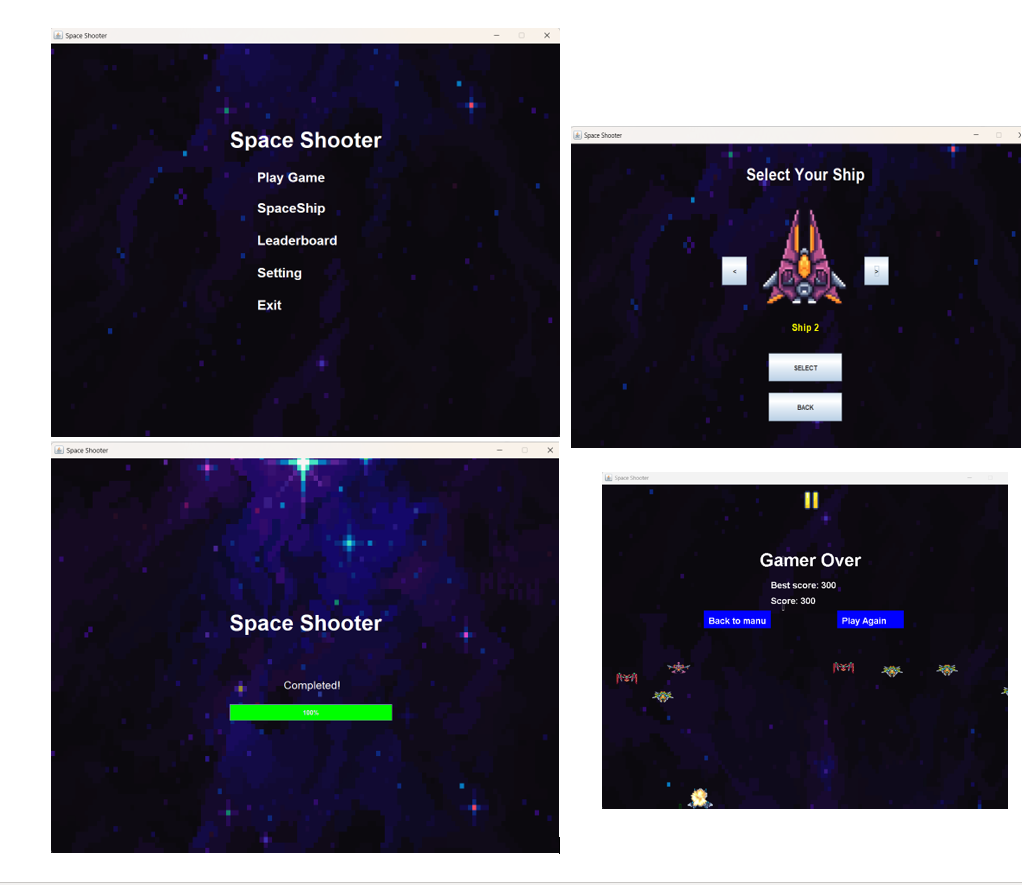 Space Shooter
Space Shooter
Play Game
SpaceShip
Leaderboard
Setting
Exit
Space Shooter
Select Your Ship
<
>
Ship 2
SELECT
BACK
Space Shooter
Space Shooter
Completed!
100%
Space Shooter
Gamer Over
Best score: 300
Score: 300
Back to manu
Play Again